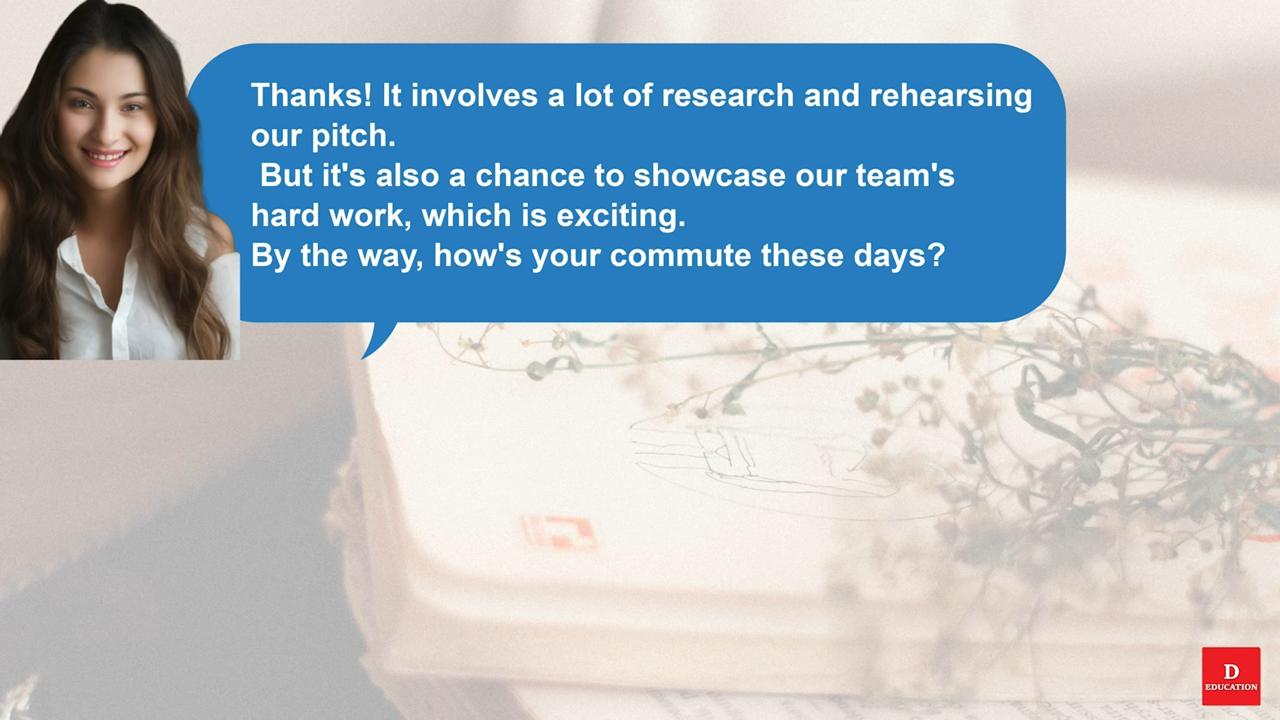 Thanks! It involves a lot of research and rehearsing
our pitch.
But it's also a chance to showcase our team's
hard work, which is exciting.
By the way, how's your commute these days?
D
EDUCATION